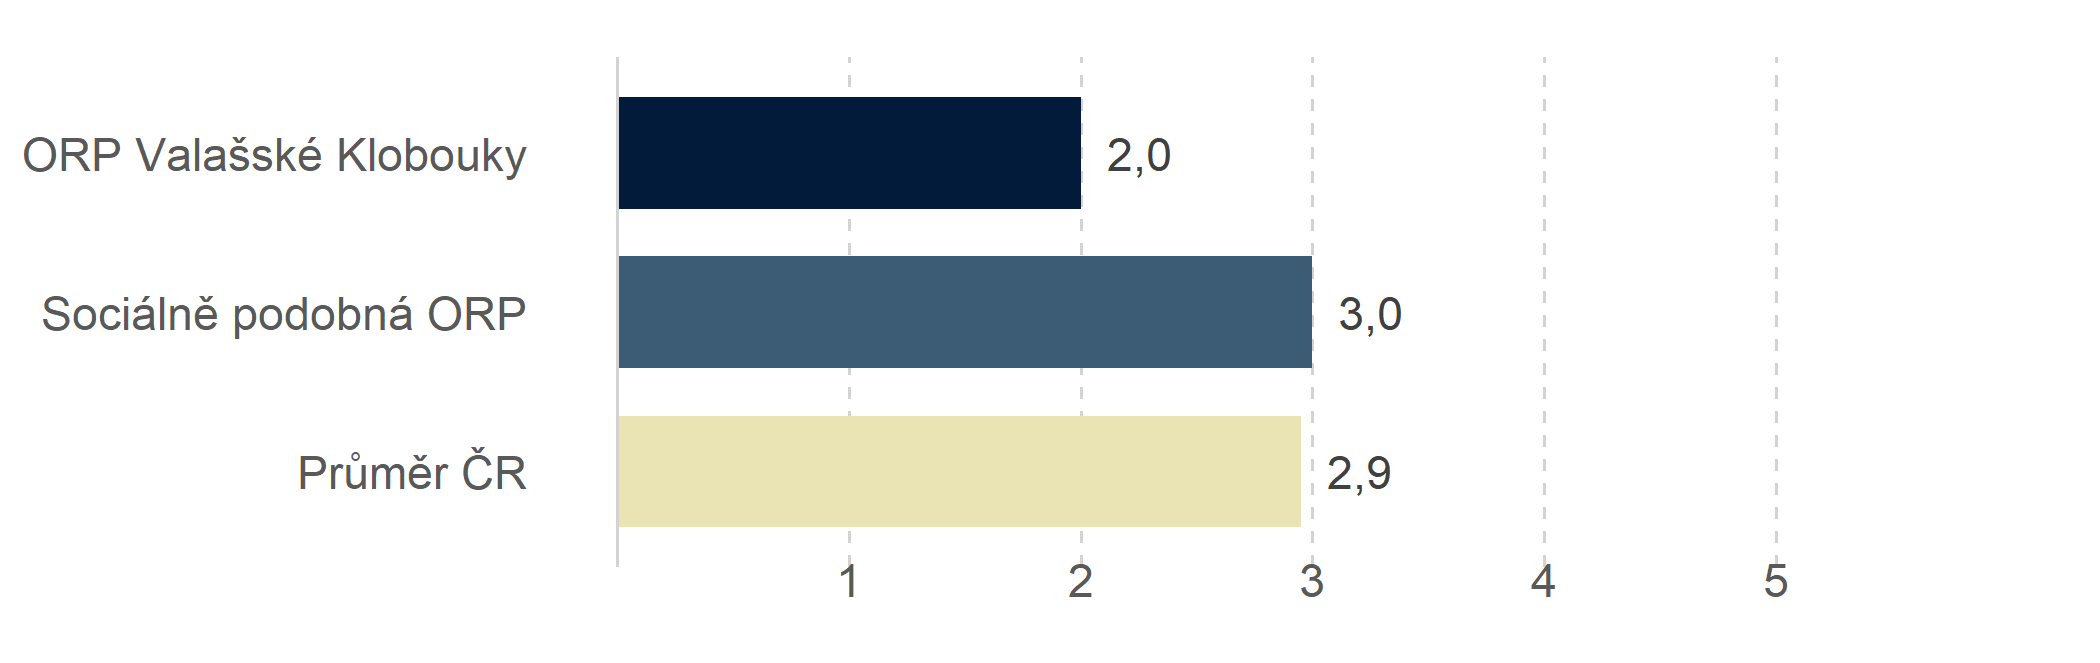 ORP Valašské Klobouky
2,0
Sociálně podobná ORP
3,0
Průměr ČR
2,9
1 2 3 4 5